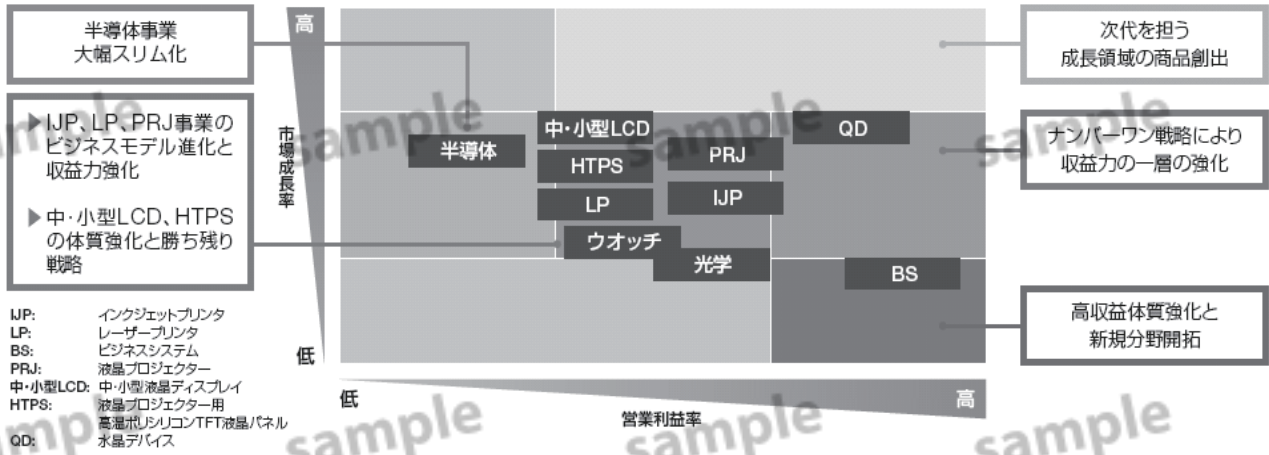 半導体事業
大幅スリム化
▶IJP、LP、PRJ事業の
ビジネスモデル進化と
収益力強化
▶中・小型LCD、HTPS
の体質強化と勝ち残り
戦略
高
市場成長率
低
半導体
中・小型LCD
HTPS
LP
ウオッチ
光学
PRJ
IJP
QD
BS
低
営業利益率
高
次代を担う
成長領域の商品創出
ナンバーワン戦略により
収益力の一層の強化
高収益体質強化と
新規分野開拓
IJP: インクジェットプリンタ
LP: レーザープリンタ
BS: ビジネスシステム
PRJ: 液晶プロジェクター
中・小型LCD: 中・小型液晶ディスプレイ
HTPS: 液晶プロジェクター用
高温ポリシリコンTFT液晶パネル
QD: 水晶デバイス
sample
sample
sample
sample
sample
sample